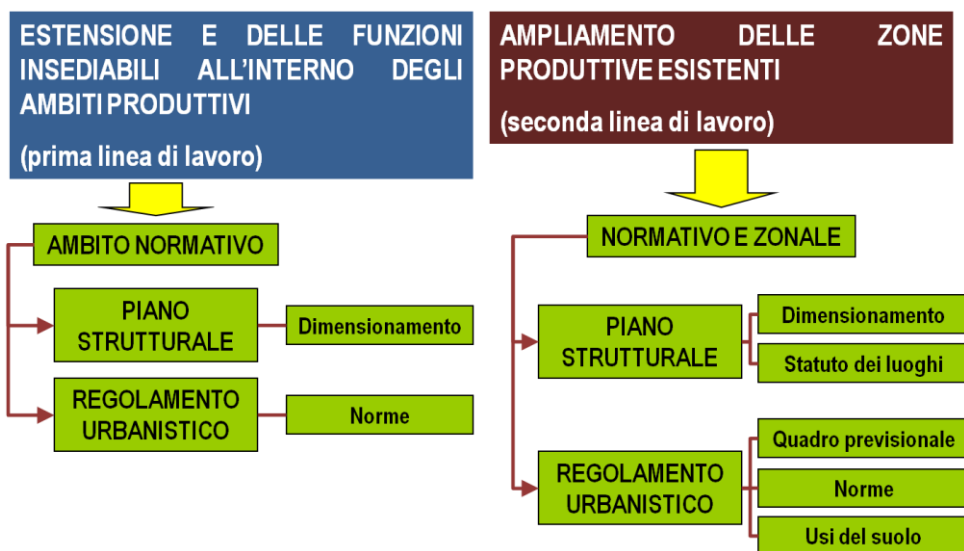 ESTENSIONE E DELLE FUNZIONI
INSEDIABILI ALL'INTERNO DEGLI
AMBITI PRODUTTIVI
(prima linea di lavoro)
AMBITO NORMATIVO
PIANO
STRUTTURALE
Dimensionamento
REGOLAMENTO
URBANISTICO
Norme
AMPLIAMENTO DELLE ZONE
PRODUTTIVE ESISTENTI
(seconda linea di lavoro)
NORMATIVO E ZONALE
PIANO
STRUTTURALE
Dimensionamento
Statuto dei luoghi
REGOLAMENTO
URBANISTICO
Quadro previsionale
Norme
Usi del suolo